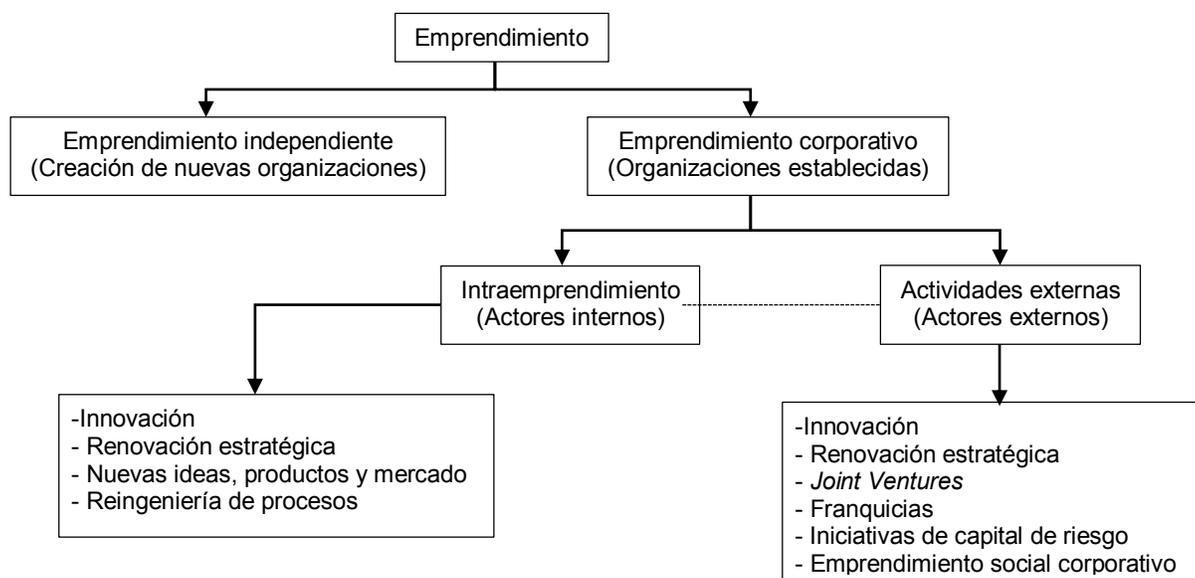 Emprendimiento
Emprendimiento independiente
(Creación de nuevas organizaciones)
Emprendimiento corporativo
(Organizaciones establecidas)
Intraemprendimiento
(Actores internos)
Actividades externas
(Actores externos)
-Innovación
- Renovación estratégica
- Nuevas ideas, productos y mercado
- Reingeniería de procesos
-Innovación
- Renovación estratégica
- Joint Ventures
- Franquicias
- Iniciativas de capital de riesgo
- Emprendimiento social corporativo